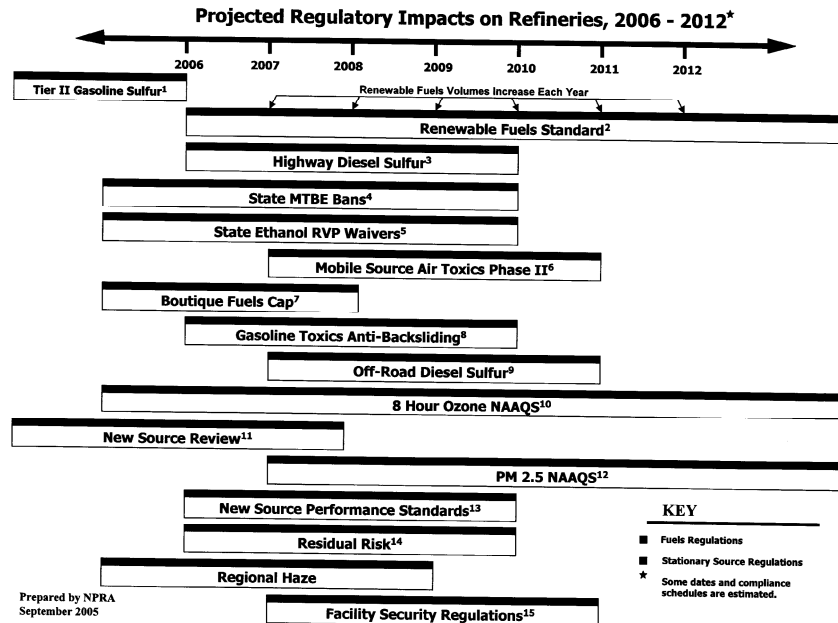 Projected Regulatory Impacts on Refineries, 2006 - 2012★
2006 2007 2008 2009 2010 2011 2012
Tier II Gasoline Sulfur¹
Renewable Fuels Volumes Increase Each Year
Renewable Fuels Standard²
Highway Diesel Sulfur³
State MTBE Bans⁴
State Ethanol RVP Waivers⁵
Mobile Source Air Toxics Phase II⁶
Boutique Fuels Cap⁷
Gasoline Toxics Anti-Backsliding⁸
Off-Road Diesel Sulfur⁹
8 Hour Ozone NAAQS¹⁰
New Source Review¹¹
PM 2.5 NAAQS¹²
New Source Performance Standards¹³
Residual Risk¹⁴
Regional Haze
Facility Security Regulations¹⁵
KEY
■ Fuels Regulations
■ Stationary Source Regulations
★ Some dates and compliance
schedules are estimated.
Prepared by NPRA
September 2005